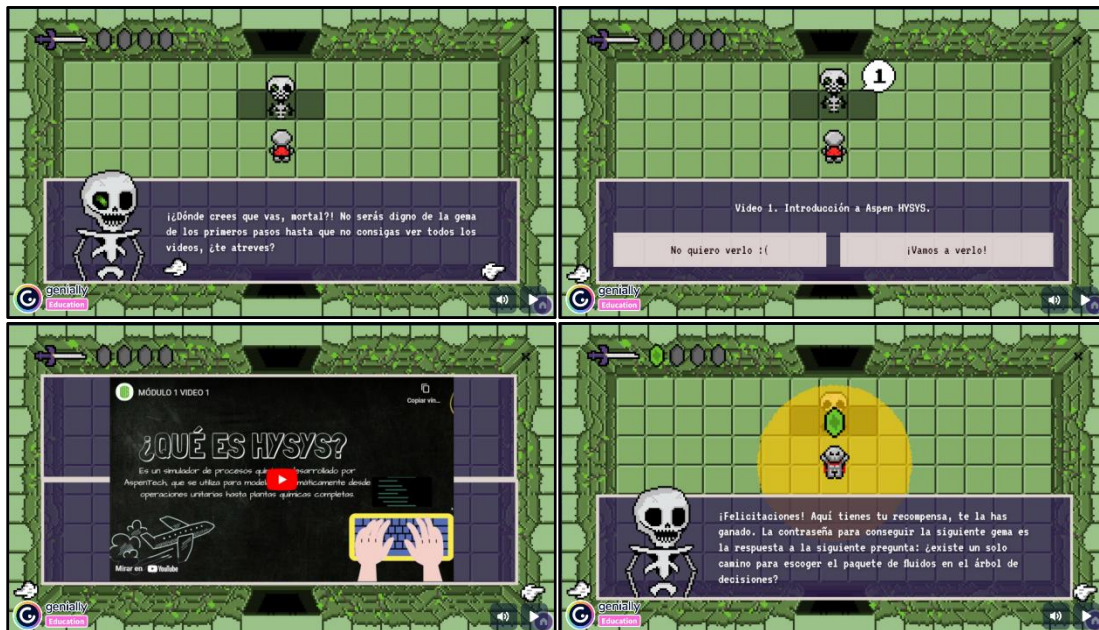 ¡¿Dónde crees que vas, mortal?! No serás digno de la gema
de los primeros pasos hasta que no consigas ver todos los
videos, ¿te atreves?
genially
Education
1
Video 1. Introducción a Aspen HYSYS.
No quiero verlo :(
¡Vamos a verlo!
genially
Education
MÓDULO 1 VIDEO 1
Copiar vín...
¿QUÉ ES HYSYS?
Es un simulador de procesos desarrollado por
AspenTech, que se utiliza para desde
operaciones unitarias hasta plantas químicas completas.
Mirar en YouTube
genially
Education
¡Felicitaciones! Aquí tienes tu recompensa, te la has
ganado. La contraseña para conseguir la siguiente gema es
la respuesta a la siguiente pregunta: ¿existe un solo
camino para escoger el paquete de fluidos en el árbol de
decisiones?
genially
Education